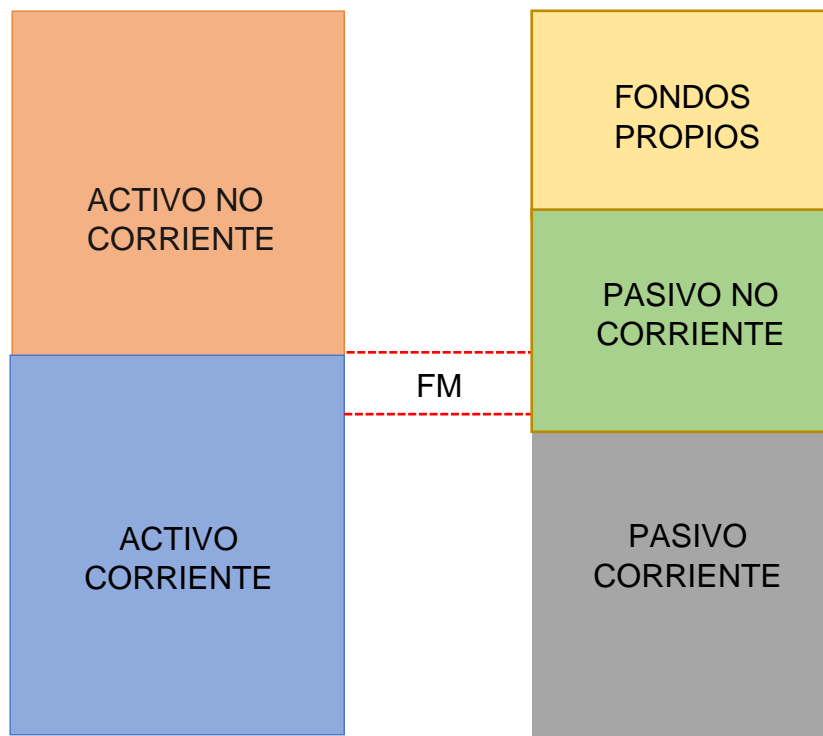 ACTIVO NO
CORRIENTE
FM
ACTIVO
CORRIENTE
FONDOS
PROPIOS
PASIVO NO
CORRIENTE
PASIVO
CORRIENTE